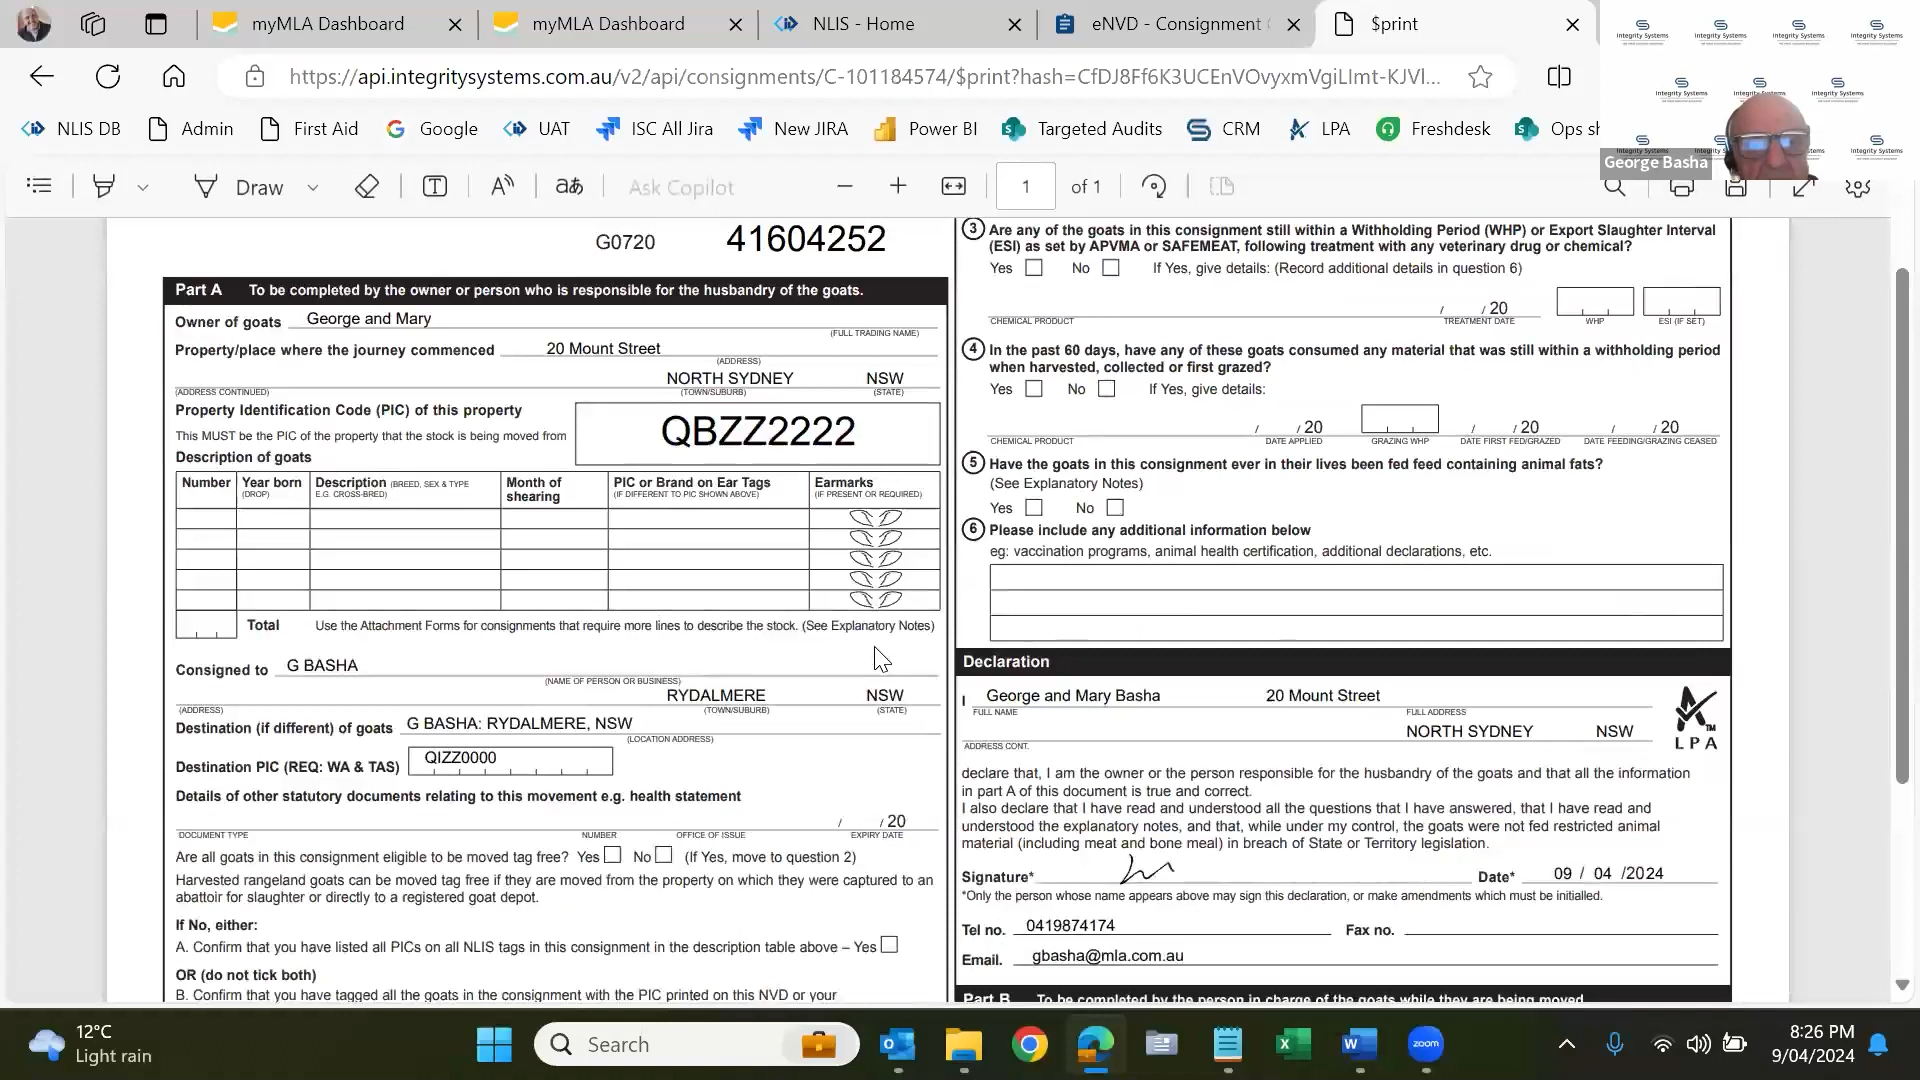 myMLA Dashboard
myMLA Dashboard
NLIS - Home
eNVD - Consignment
$print
https://api.integritysystems.com.au/v2/api/consignments/C-101184574/$print?hash=CfDJ8Ff6K3UCEnVOvyxmVgiLImt-KJVl...
NLIS DB
Admin
First Aid
Google
UAT
ISC All Jira
New JIRA
Power BI
Targeted Audits
CRM
LPA
Freshdesk
Ops sh
Integrity Systems
Integrity Systems
Integrity Systems
Integrity Systems
Integrity Systems
Integrity Systems
Integrity Systems
George Basha
Draw
Ask Copilot
1 of 1
G0720 41604252
Part A To be completed by the owner or person who is responsible for the husbandry of the goats.
Owner of goats George and Mary
(FULL TRADING NAME)
Property/place where the journey commenced 20 Mount Street
(ADDRESS)
NORTH SYDNEY NSW
(ADDRESS CONTINUED) (TOWN/SUBURB) (STATE)
Property Identification Code (PIC) of this property
This MUST be the PIC of the property that the stock is being moved from
QBZZ2222
Description of goats
Number Year born (DROP) Description (BREED, SEX & TYPE E.G. CROSS-BRED) Month of shearing PIC or Brand on Ear Tags (IF DIFFERENT TO PIC SHOWN ABOVE) Earmarks (IF PRESENT OR REQUIRED)
Total Use the Attachment Forms for consignments that require more lines to describe the stock. (See Explanatory Notes)
Consigned to G BASHA
(NAME OF PERSON OR BUSINESS)
RYDALMERE NSW
(ADDRESS) (TOWN/SUBURB) (STATE)
Destination (if different) of goats G BASHA: RYDALMERE, NSW
(LOCATION ADDRESS)
Destination PIC (REQ: WA & TAS) QIZZ0000
Details of other statutory documents relating to this movement e.g. health statement
/ / 20
DOCUMENT TYPE NUMBER OFFICE OF ISSUE EXPIRY DATE
Are all goats in this consignment eligible to be moved tag free? Yes No (If Yes, move to question 2)
Harvested rangeland goats can be moved tag free if they are moved from the property on which they were captured to an
abattoir for slaughter or directly to a registered goat depot.
If No, either:
A. Confirm that you have listed all PICs on all NLIS tags in this consignment in the description table above – Yes
OR (do not tick both)
B. Confirm that you have tagged all the goats in the consignment with the PIC printed on this NVD or your
3 Are any of the goats in this consignment still within a Withholding Period (WHP) or Export Slaughter Interval
(ESI) as set by APVMA or SAFEMEAT, following treatment with any veterinary drug or chemical?
Yes No If Yes, give details: (Record additional details in question 6)
/ / 20
CHEMICAL PRODUCT TREATMENT DATE WHP ESI (IF SET)
4 In the past 60 days, have any of these goats consumed any material that was still within a withholding period
when harvested, collected or first grazed?
Yes No If Yes, give details:
/ / 20 / / 20 / / 20
CHEMICAL PRODUCT DATE APPLIED GRAZING WHP DATE FIRST FED/GRAZED DATE FEEDING/GRAZING CEASED
5 Have the goats in this consignment ever in their lives been fed feed containing animal fats?
(See Explanatory Notes)
Yes No
6 Please include any additional information below
eg: vaccination programs, animal health certification, additional declarations, etc.
Declaration
I George and Mary Basha 20 Mount Street
FULL NAME FULL ADDRESS
NORTH SYDNEY NSW
ADDRESS CONT.
LPA TM
declare that, I am the owner or the person responsible for the husbandry of the goats and that all the information
in part A of this document is true and correct.
I also declare that I have read and understood all the questions that I have answered, that I have read and
understood the explanatory notes, and that, while under my control, the goats were not fed restricted animal
material (including meat and bone meal) in breach of State or Territory legislation.
Signature* Date* 09 / 04 /2024
*Only the person whose name appears above may sign this declaration, or make amendments which must be initialled.
Tel no. 0419874174 Fax no.
Email. gbasha@mla.com.au
Part B To be completed by the person in charge of the goats while they are being moved
12°C
Light rain
Search
zoom
8:26 PM
9/04/2024